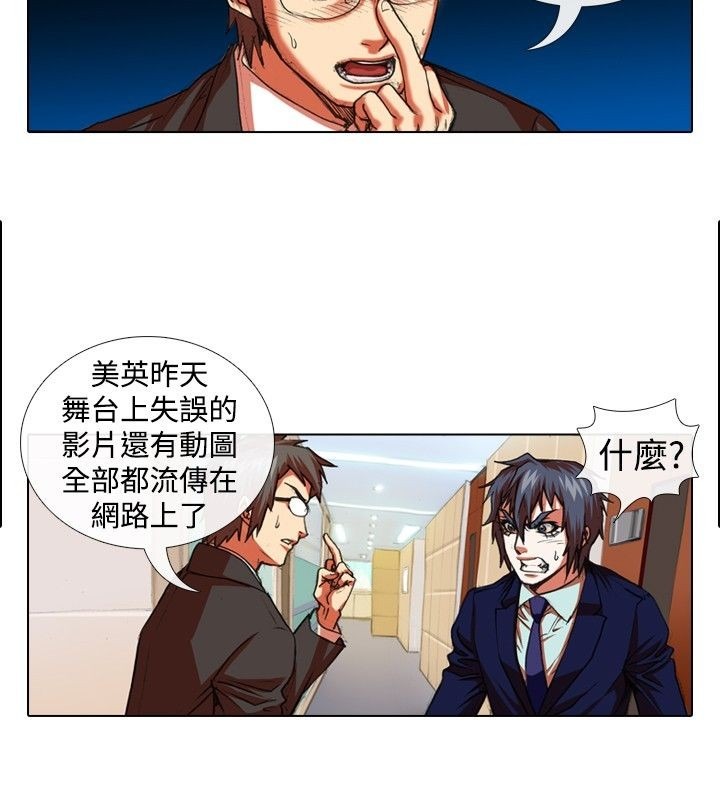 美英昨天
舞台上失誤的
影片還有動圖
全部都流傳在
網路上了
什麼?